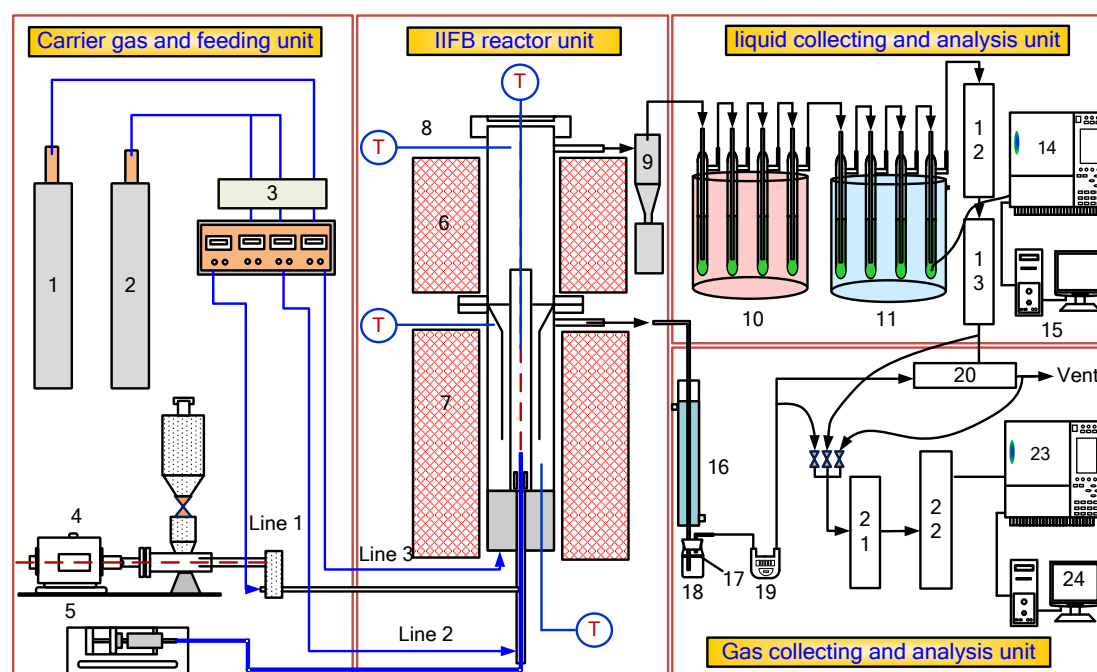 Carrier gas and feeding unit
IIFB reactor unit
liquid collecting and analysis unit
T
8
T
9
1
2
14
3
6
1
2
1
3
10
11
15
T
20
Vent
7
16
23
4
Line 1
Line 3
2
1
2
2
17
18
19
24
5
Line 2
T
Gas collecting and analysis unit